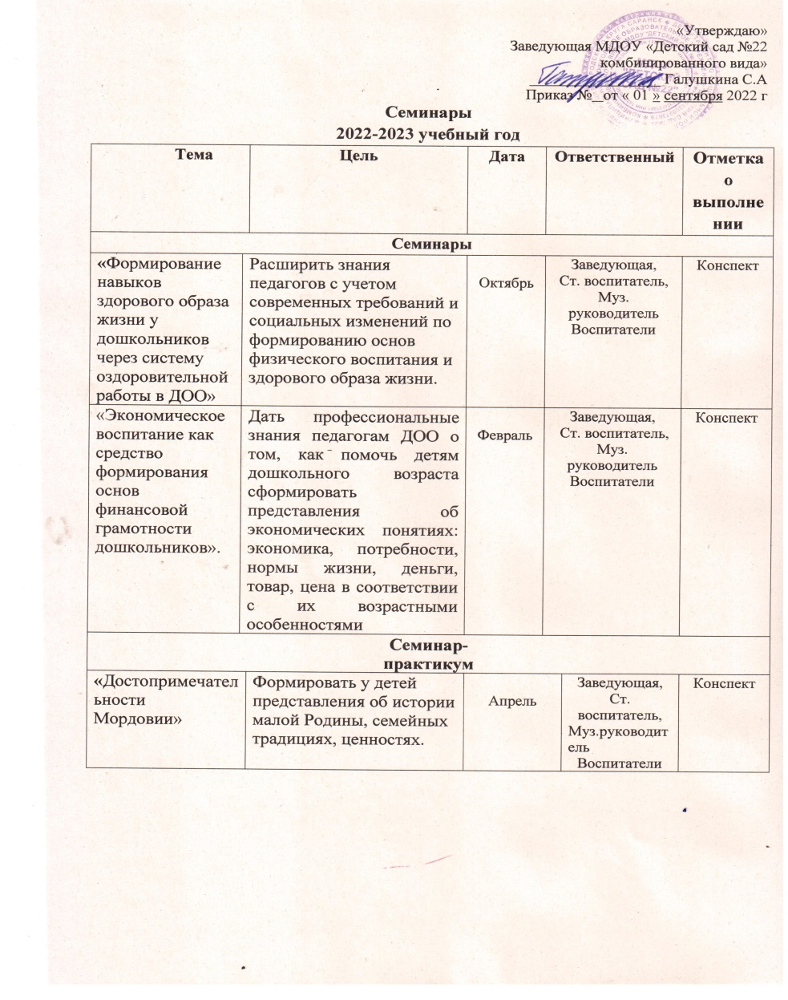 «Утверждаю»
Заведующая МДОУ «Детский сад №22
комбинированного вида»
Галушкина С.А
Приказ №__от « 01 » сентября 2022 г
Семинары
2022-2023 учебный год
Тема
Цель
Дата
Ответственный
Отметка
о
выполне
нии
Семинары
«Формирование
навыков
здорового образа
жизни у
дошкольников
через систему
оздоровительной
работы в ДОО»
Расширить знания
педагогов с учетом
современных требований и
социальных изменений по
формированию основ
физического воспитания и
здорового образа жизни.
Октябрь
Заведующая,
Ст. воспитатель,
Муз.
руководитель
Воспитатели
Конспект
«Экономическое
воспитание как
средство
формирования
основ
финансовой
грамотности
дошкольников».
Дать профессиональные
знания педагогам ДОО о
том, как помочь детям
дошкольного возраста
сформировать
представления об
экономических понятиях:
экономика, потребности,
нормы жизни, деньги,
товар, цена в соответствии
с их возрастными
особенностями
Февраль
Заведующая,
Ст. воспитатель,
Муз.
руководитель
Воспитатели
Конспект
Семинар-
практикум
«Достопримечател
ьности
Мордовии»
Формировать у детей
представления об истории
малой Родины, семейных
традициях, ценностях.
Апрель
Заведующая,
Ст.
воспитатель,
Муз.руководит
ель
Воспитатели
Конспект